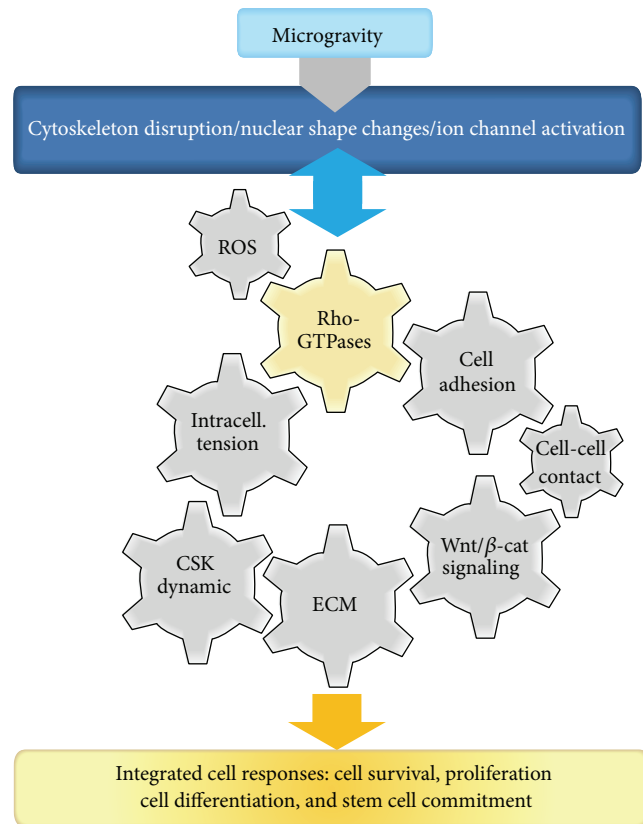 Microgravity
Cytoskeleton disruption/nuclear shape changes/ion channel activation
ROS
Rho-
GTPases
Cell
adhesion
Intracell.
tension
Cell-cell
contact
Wnt/β-cat
signaling
CSK
dynamic
ECM
Integrated cell responses: cell survival, proliferation
cell differentiation, and stem cell commitment